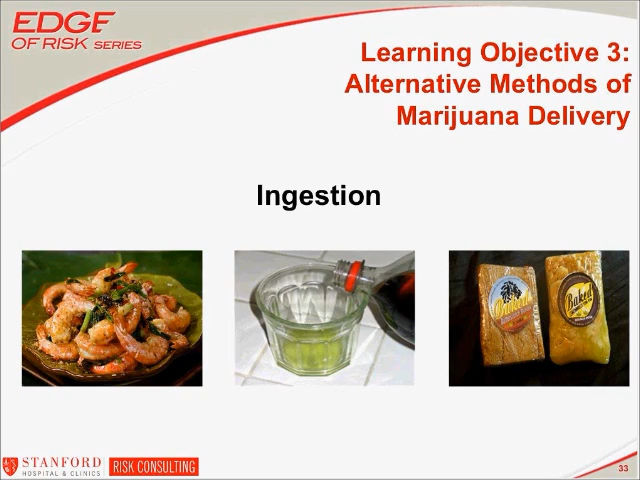 EDGE
OF RISK SERIES
Learning Objective 3:
Alternative Methods of
Marijuana Delivery
Ingestion
Baked
Baked
STANFORD
HOSPITAL & CLINICS
RISK CONSULTING
33